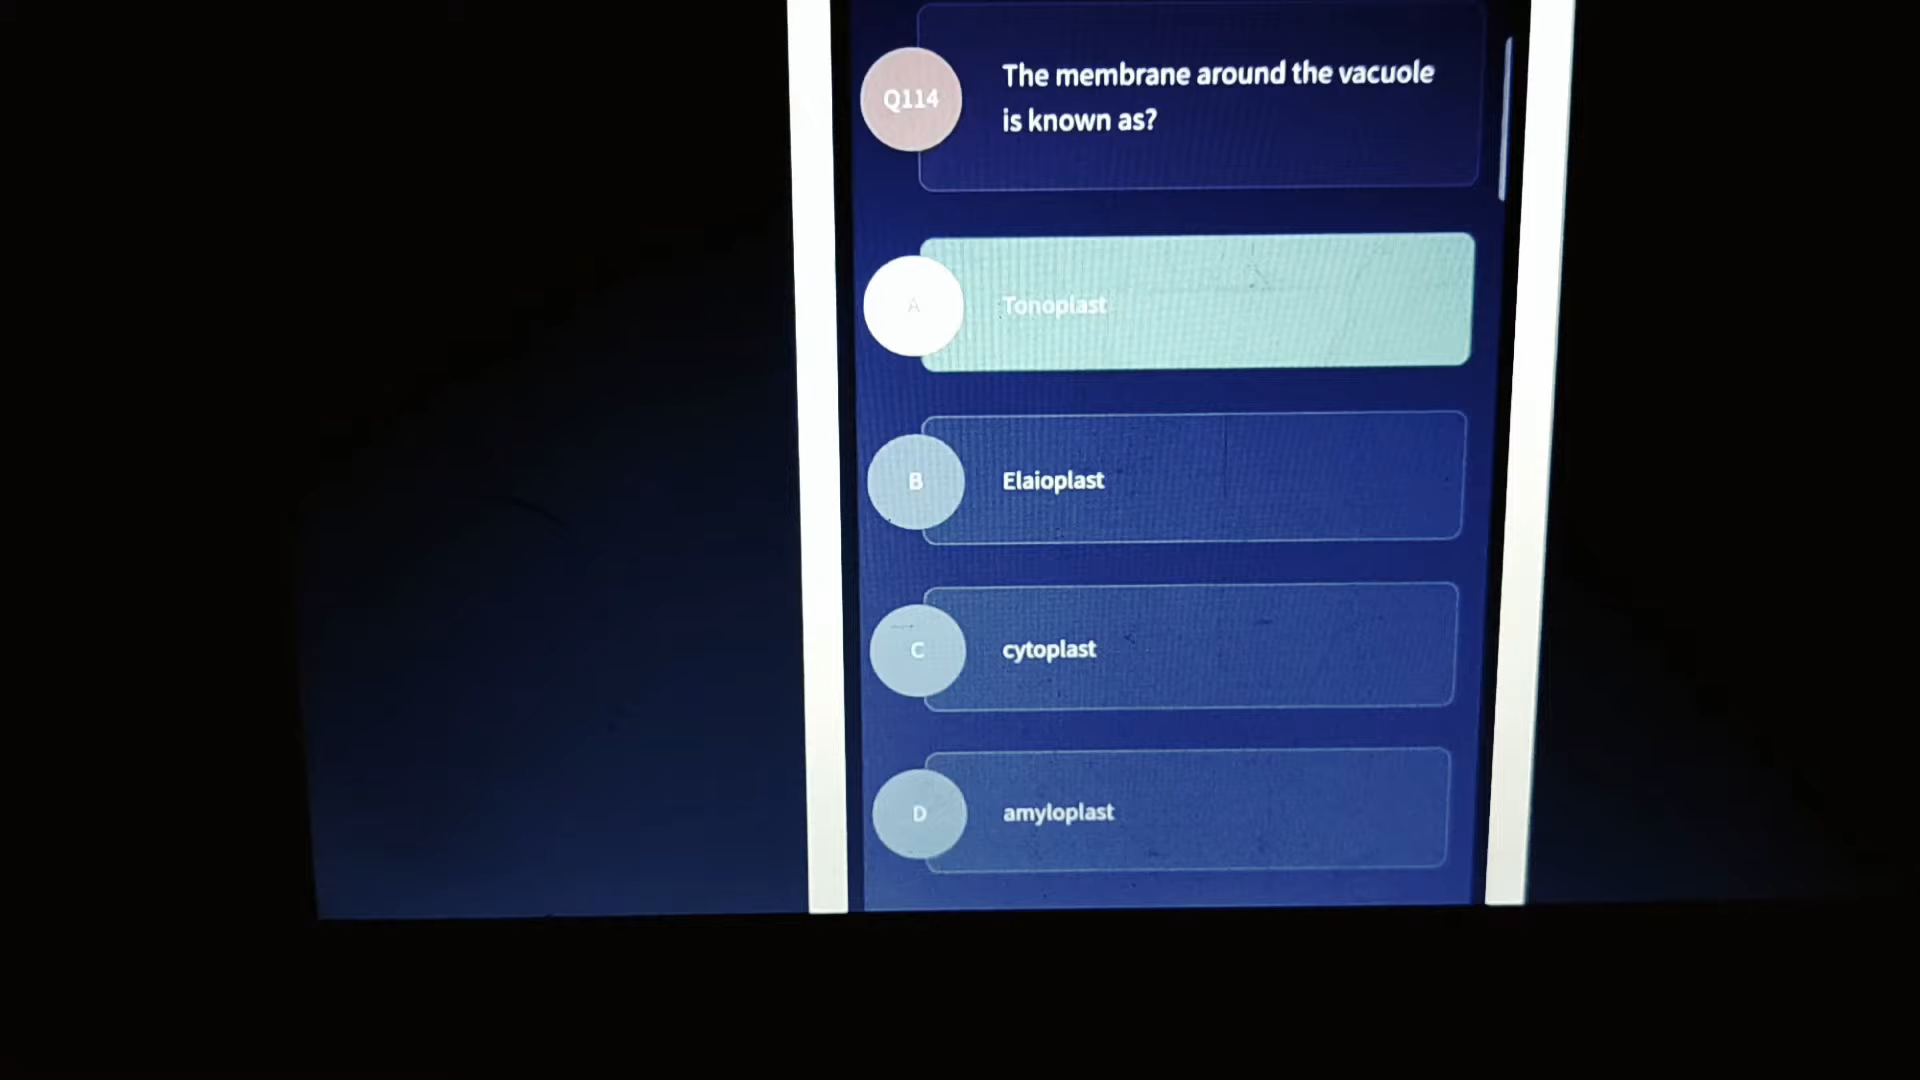 Q114
The membrane around the vacuole
is known as?
A
Tonoplast
B
Elaioplast
C
cytoplast
D
amyloplast